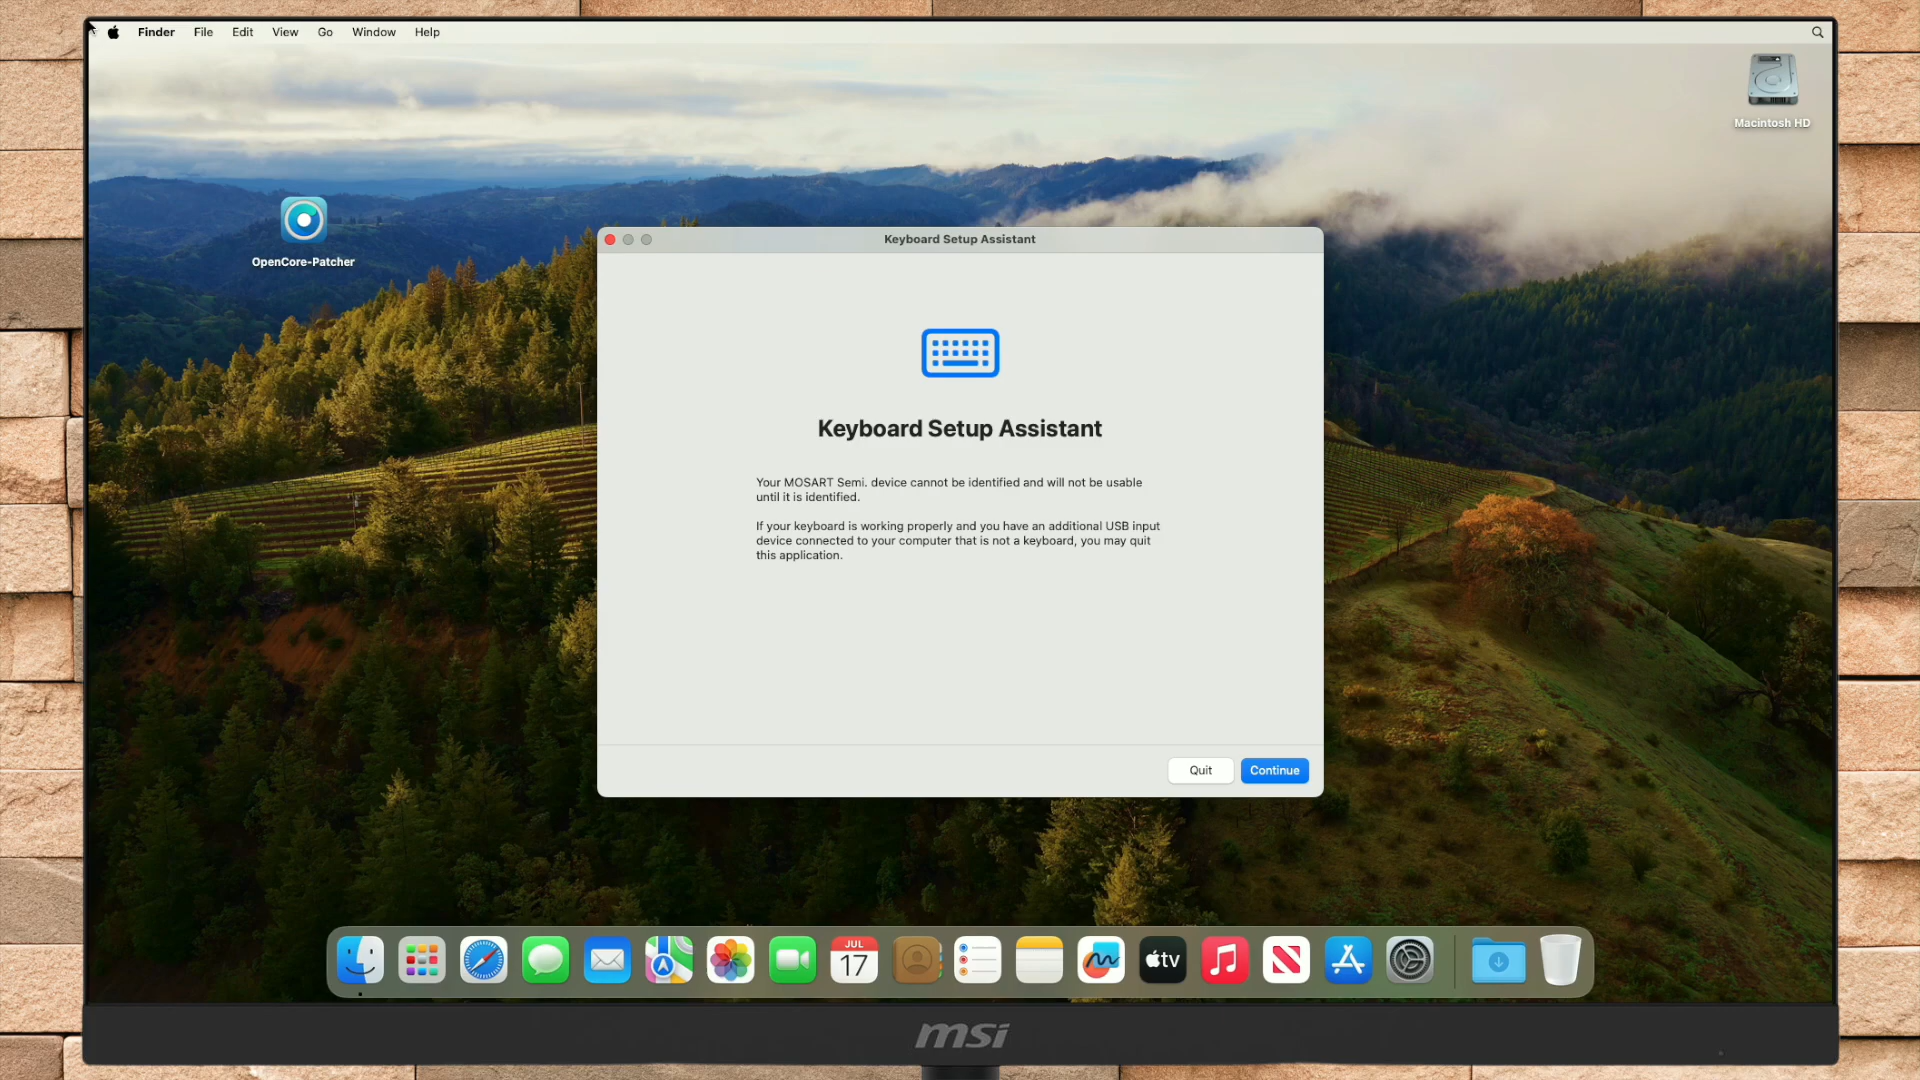 Finder File Edit View Go Window Help
Macintosh HD
OpenCore-Patcher
Keyboard Setup Assistant
Keyboard Setup Assistant
Your MOSART Semi. device cannot be identified and will not be usable
until it is identified.
If your keyboard is working properly and you have an additional USB input
device connected to your computer that is not a keyboard, you may quit
this application.
Quit Continue
JUL
17
tv
msi